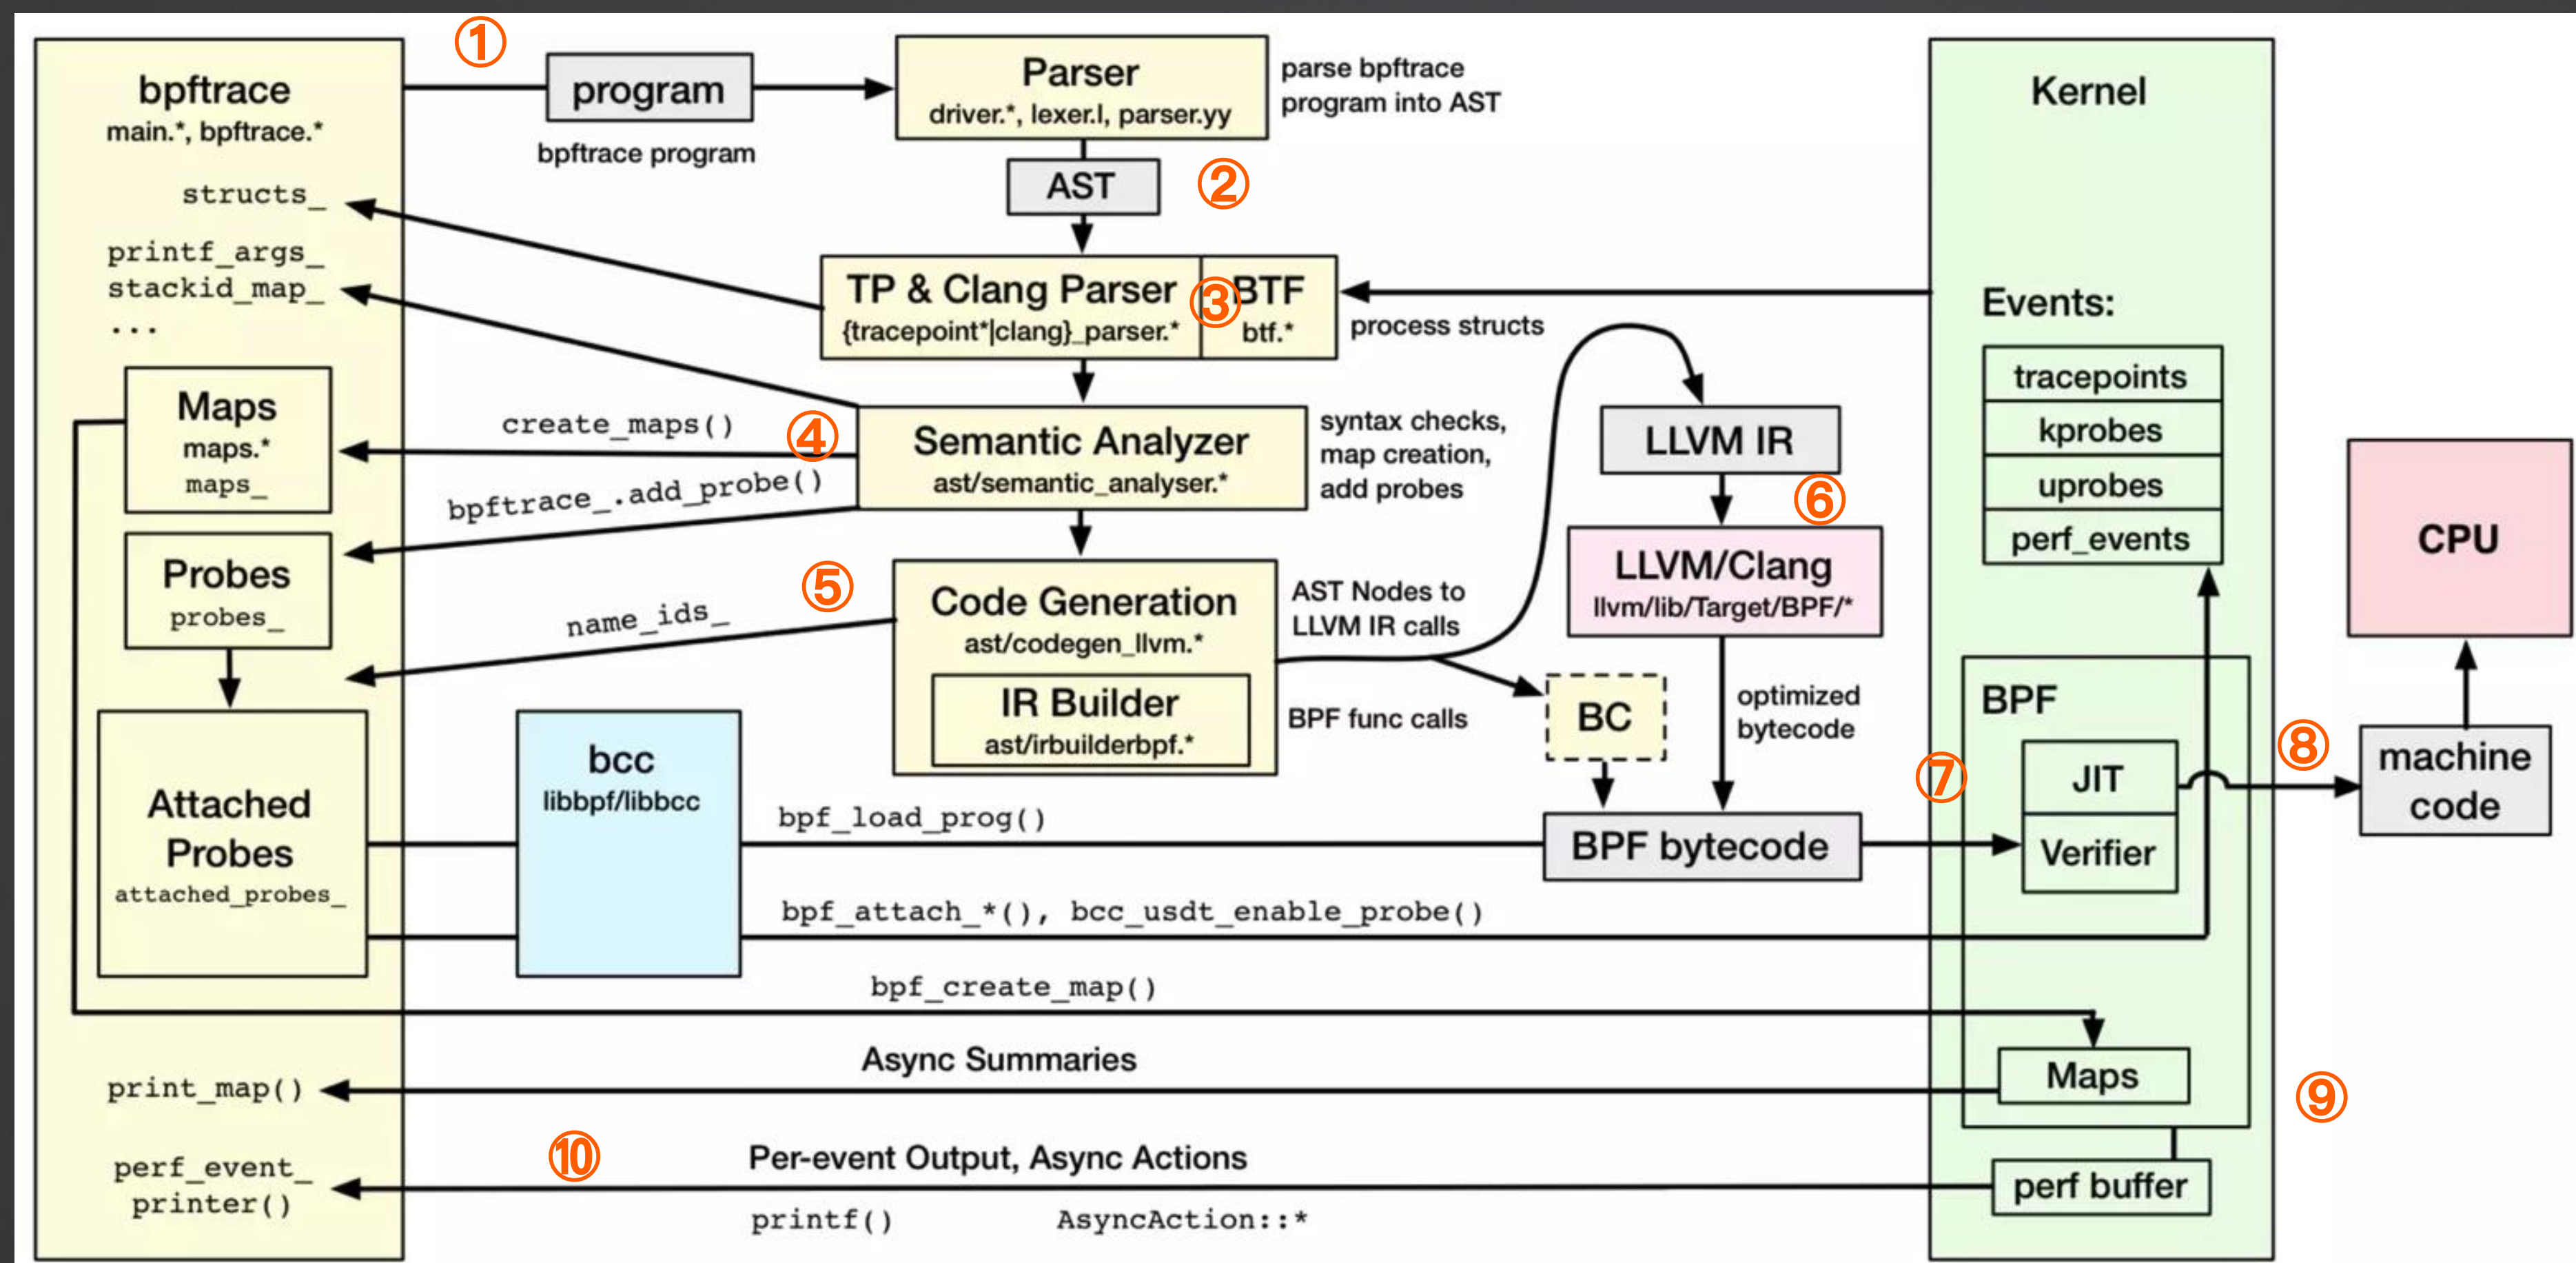 ①
bpftrace
main.*, bpftrace.*
structs_
printf_args_
stackid_map_
...
Maps
maps.*
maps_
Probes
probes_
Attached
Probes
attached_probes_
print_map()
perf_event_
printer()
program
bpftrace program
Parser
driver.*, lexer.l, parser.yy
parse bpftrace
program into AST
AST
②
TP & Clang Parser
{tracepoint*|clang}_parser.*
③
BTF
btf.*
process structs
create_maps()
④
Semantic Analyzer
ast/semantic_analyser.*
syntax checks,
map creation,
add probes
bpftrace_.add_probe()
name_ids_
⑤
Code Generation
ast/codegen_llvm.*
IR Builder
ast/irbuilderbpf.*
AST Nodes to
LLVM IR calls
BPF func calls
LLVM IR
⑥
LLVM/Clang
llvm/lib/Target/BPF/*
BC
optimized
bytecode
bcc
libbpf/libbcc
bpf_load_prog()
BPF bytecode
bpf_attach_*(), bcc_usdt_enable_probe()
bpf_create_map()
Async Summaries
⑩
Per-event Output, Async Actions
printf()
AsyncAction::*
Kernel
Events:
tracepoints
kprobes
uprobes
perf_events
BPF
⑦
JIT
Verifier
Maps
perf buffer
⑧
machine
code
CPU
⑨